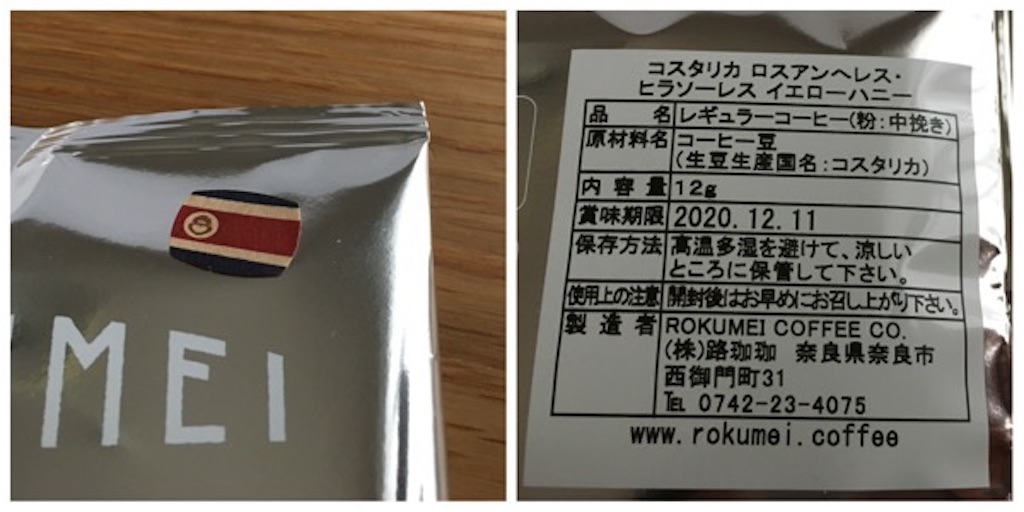 MEI
コスタリカ ロスアンヘレス・
ヒラソーレス イエローハニー
品 名 レギュラーコーヒー(粉:中挽き)
原材料名 コーヒー豆
(生豆生産国名:コスタリカ)
内 容 量 12g
賞味期限 2020.12.11
保存方法 高温多湿を避けて、涼しい
ところに保管して下さい。
使用上の注意 開封後はお早めにお召し上がり下さい。
製 造 者 ROKUMEI COFFEE CO.
(株)路珈珈 奈良県奈良市
西御門町31
℡ 0742-23-4075
www.rokumei.coffee